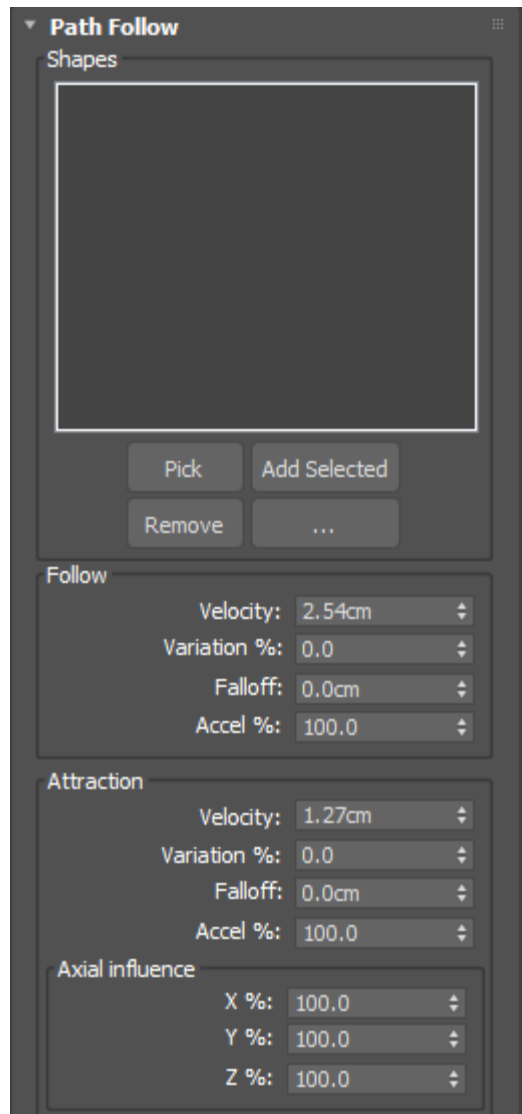 Path Follow
Shapes
Pick Add Selected
Remove ...
Follow
Velocity: 2.54cm
Variation %: 0.0
Falloff: 0.0cm
Accel %: 100.0
Attraction
Velocity: 1.27cm
Variation %: 0.0
Falloff: 0.0cm
Accel %: 100.0
Axial influence
X %: 100.0
Y %: 100.0
Z %: 100.0